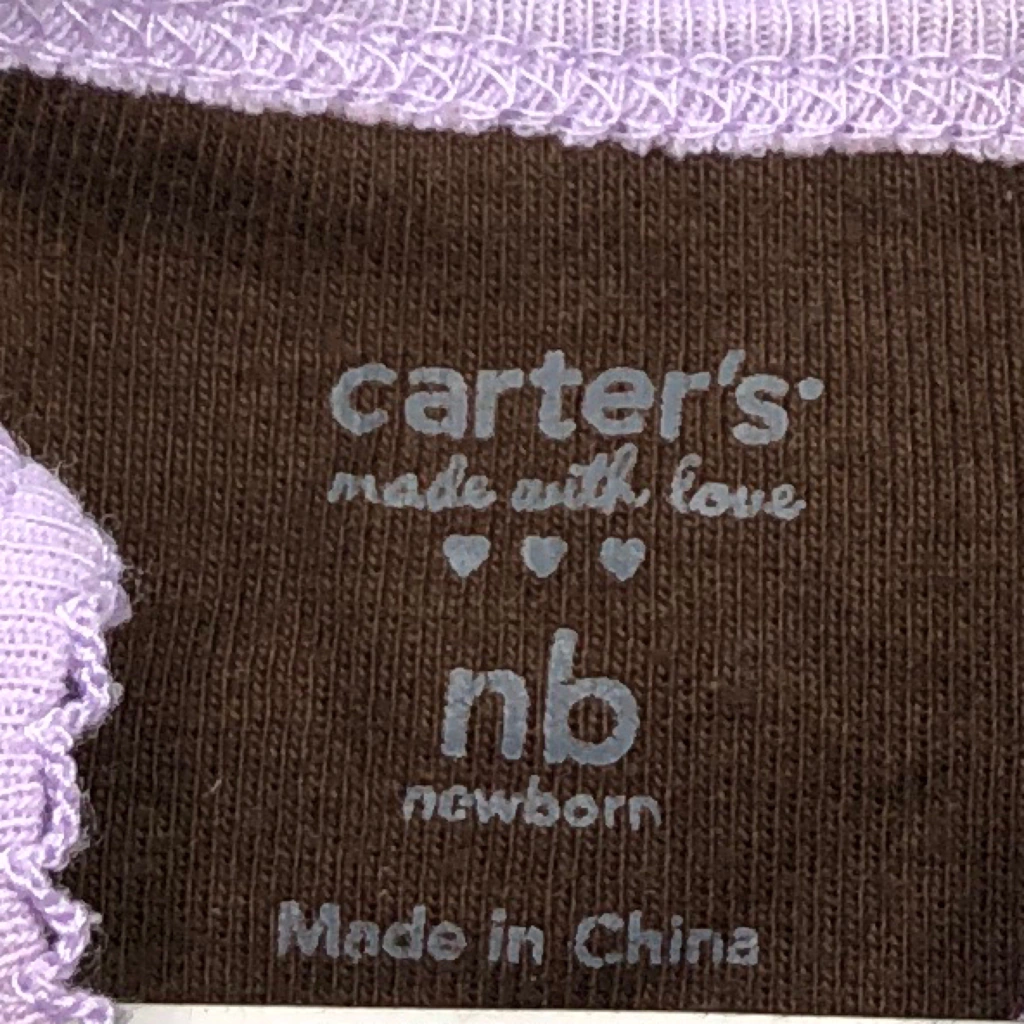 carter's
made with love
nb
newborn
Made in China